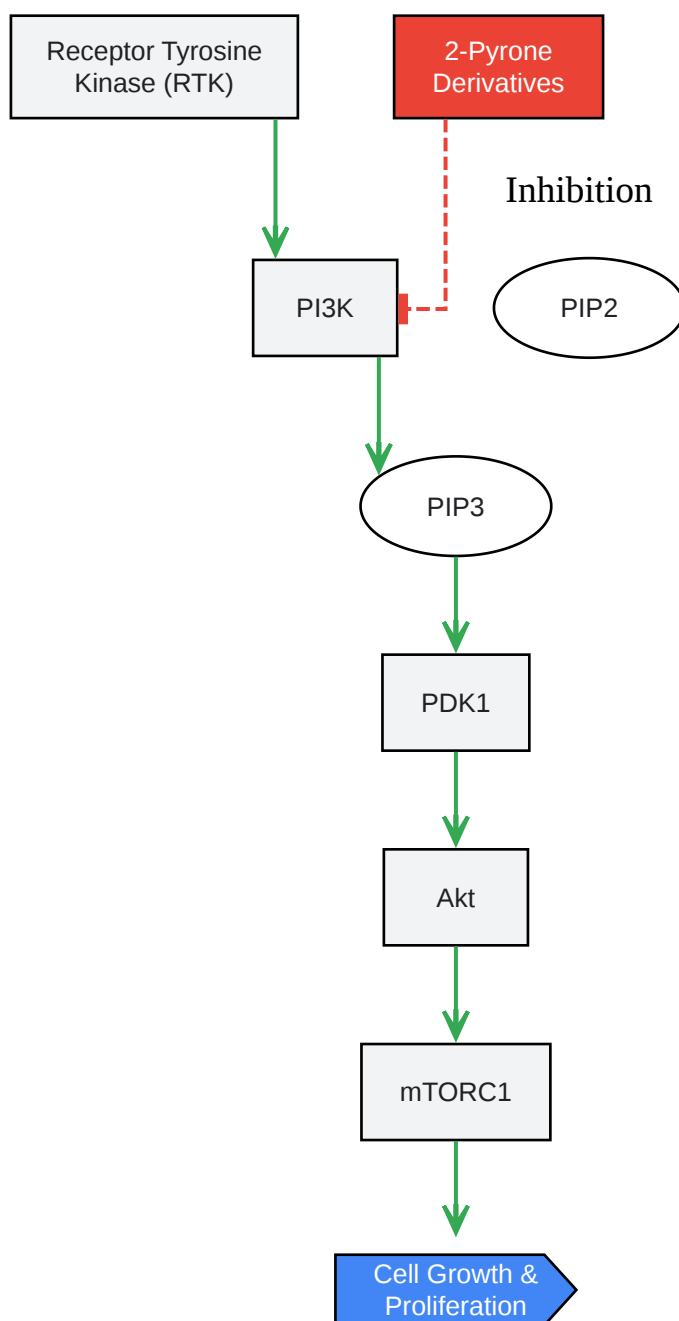 Receptor Tyrosine
Kinase (RTK)
2-Pyrone
Derivatives
Inhibition
PI3K
PIP2
PIP3
PDK1
Akt
mTORC1
Cell Growth &
Proliferation